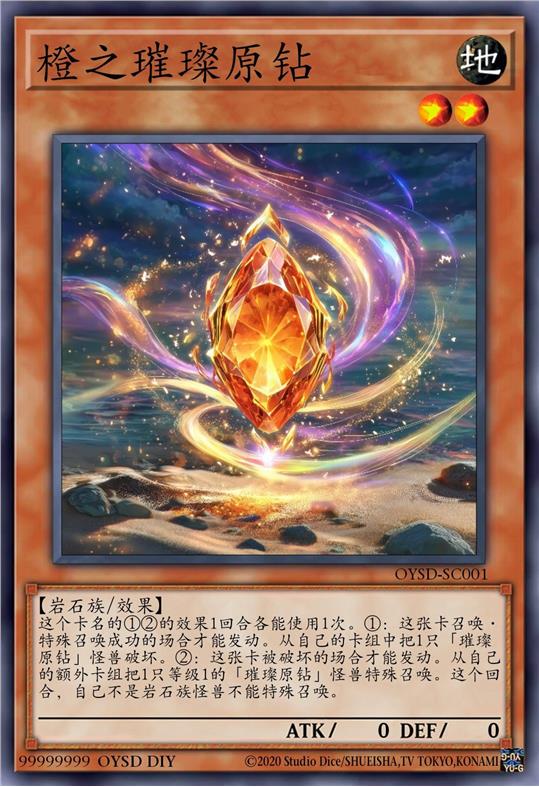 橙之璀璨原钻
地
OYSD-SC001
【岩石族/效果】
这个卡名的①②的效果1回合各能使用1次。①：这张卡召唤·
特殊召唤成功的场合才能发动。从自己的卡组中把1只「璀璨
原钻」怪兽破坏。②：这张卡被破坏的场合才能发动。从自己
的额外卡组把1只等级1的「璀璨原钻」怪兽特殊召唤。这个回
合，自己不是岩石族怪兽不能特殊召唤。
ATK/ 0 DEF/ 0
99999999 OYSD DIY ©2020 Studio Dice/SHUEISHA,TV TOKYO,KONAMI